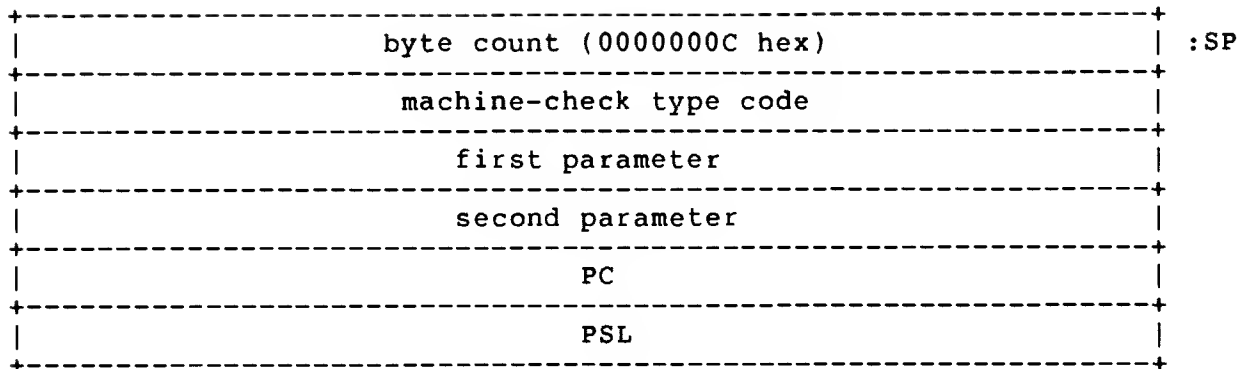 byte count (0000000C hex) :SP
machine-check type code
first parameter
second parameter
PC
PSL